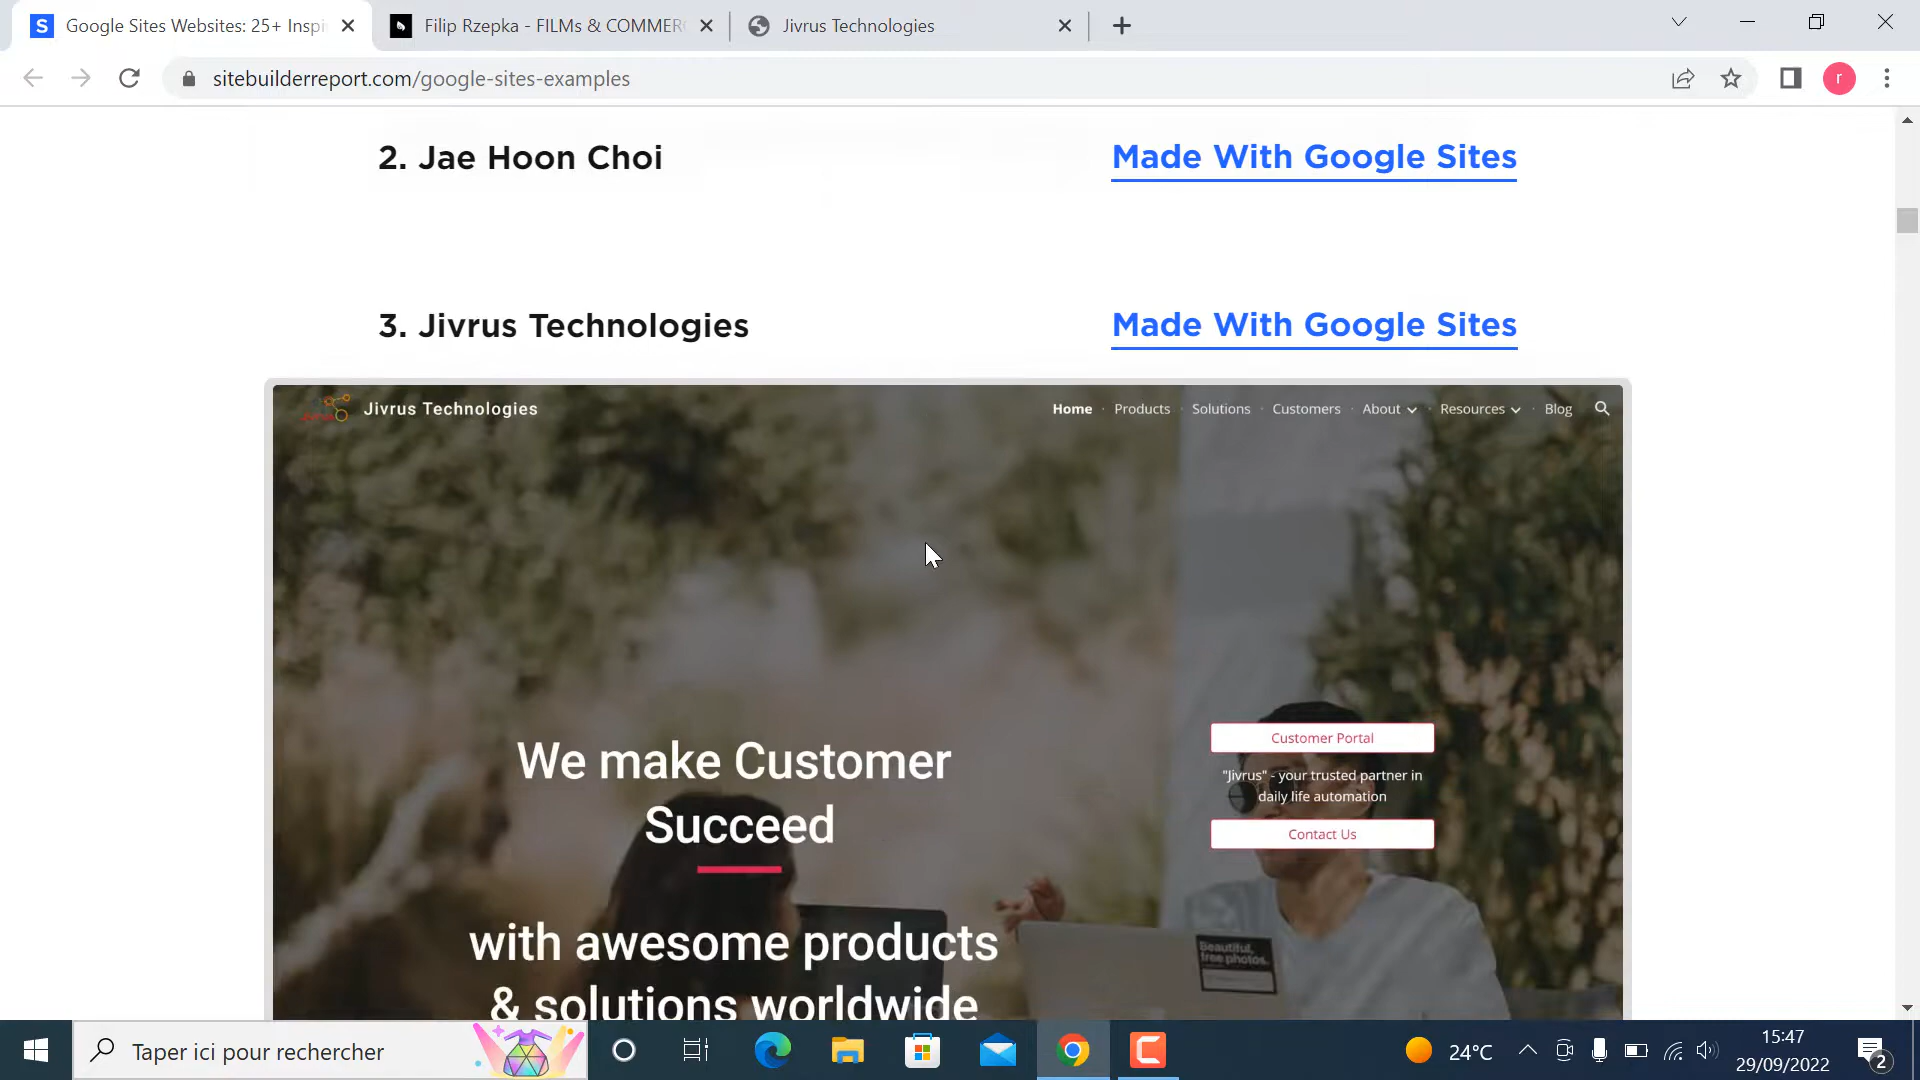 Google Sites Websites: 25+ Inspi
Filip Rzepka - FILMs & COMMER
Jivrus Technologies
sitebuilderreport.com/google-sites-examples
r
2. Jae Hoon Choi
Made With Google Sites
3. Jivrus Technologies
Made With Google Sites
Jivrus Technologies
Home
Products
Solutions
Customers
About
Resources
Blog
We make Customer
Succeed
with awesome products
& solutions worldwide
Customer Portal
"Jivrus" - your trusted partner in
daily life automation
Contact Us
Beautiful,
free photos.
Taper ici pour rechercher
24°C
15:47
29/09/2022
2